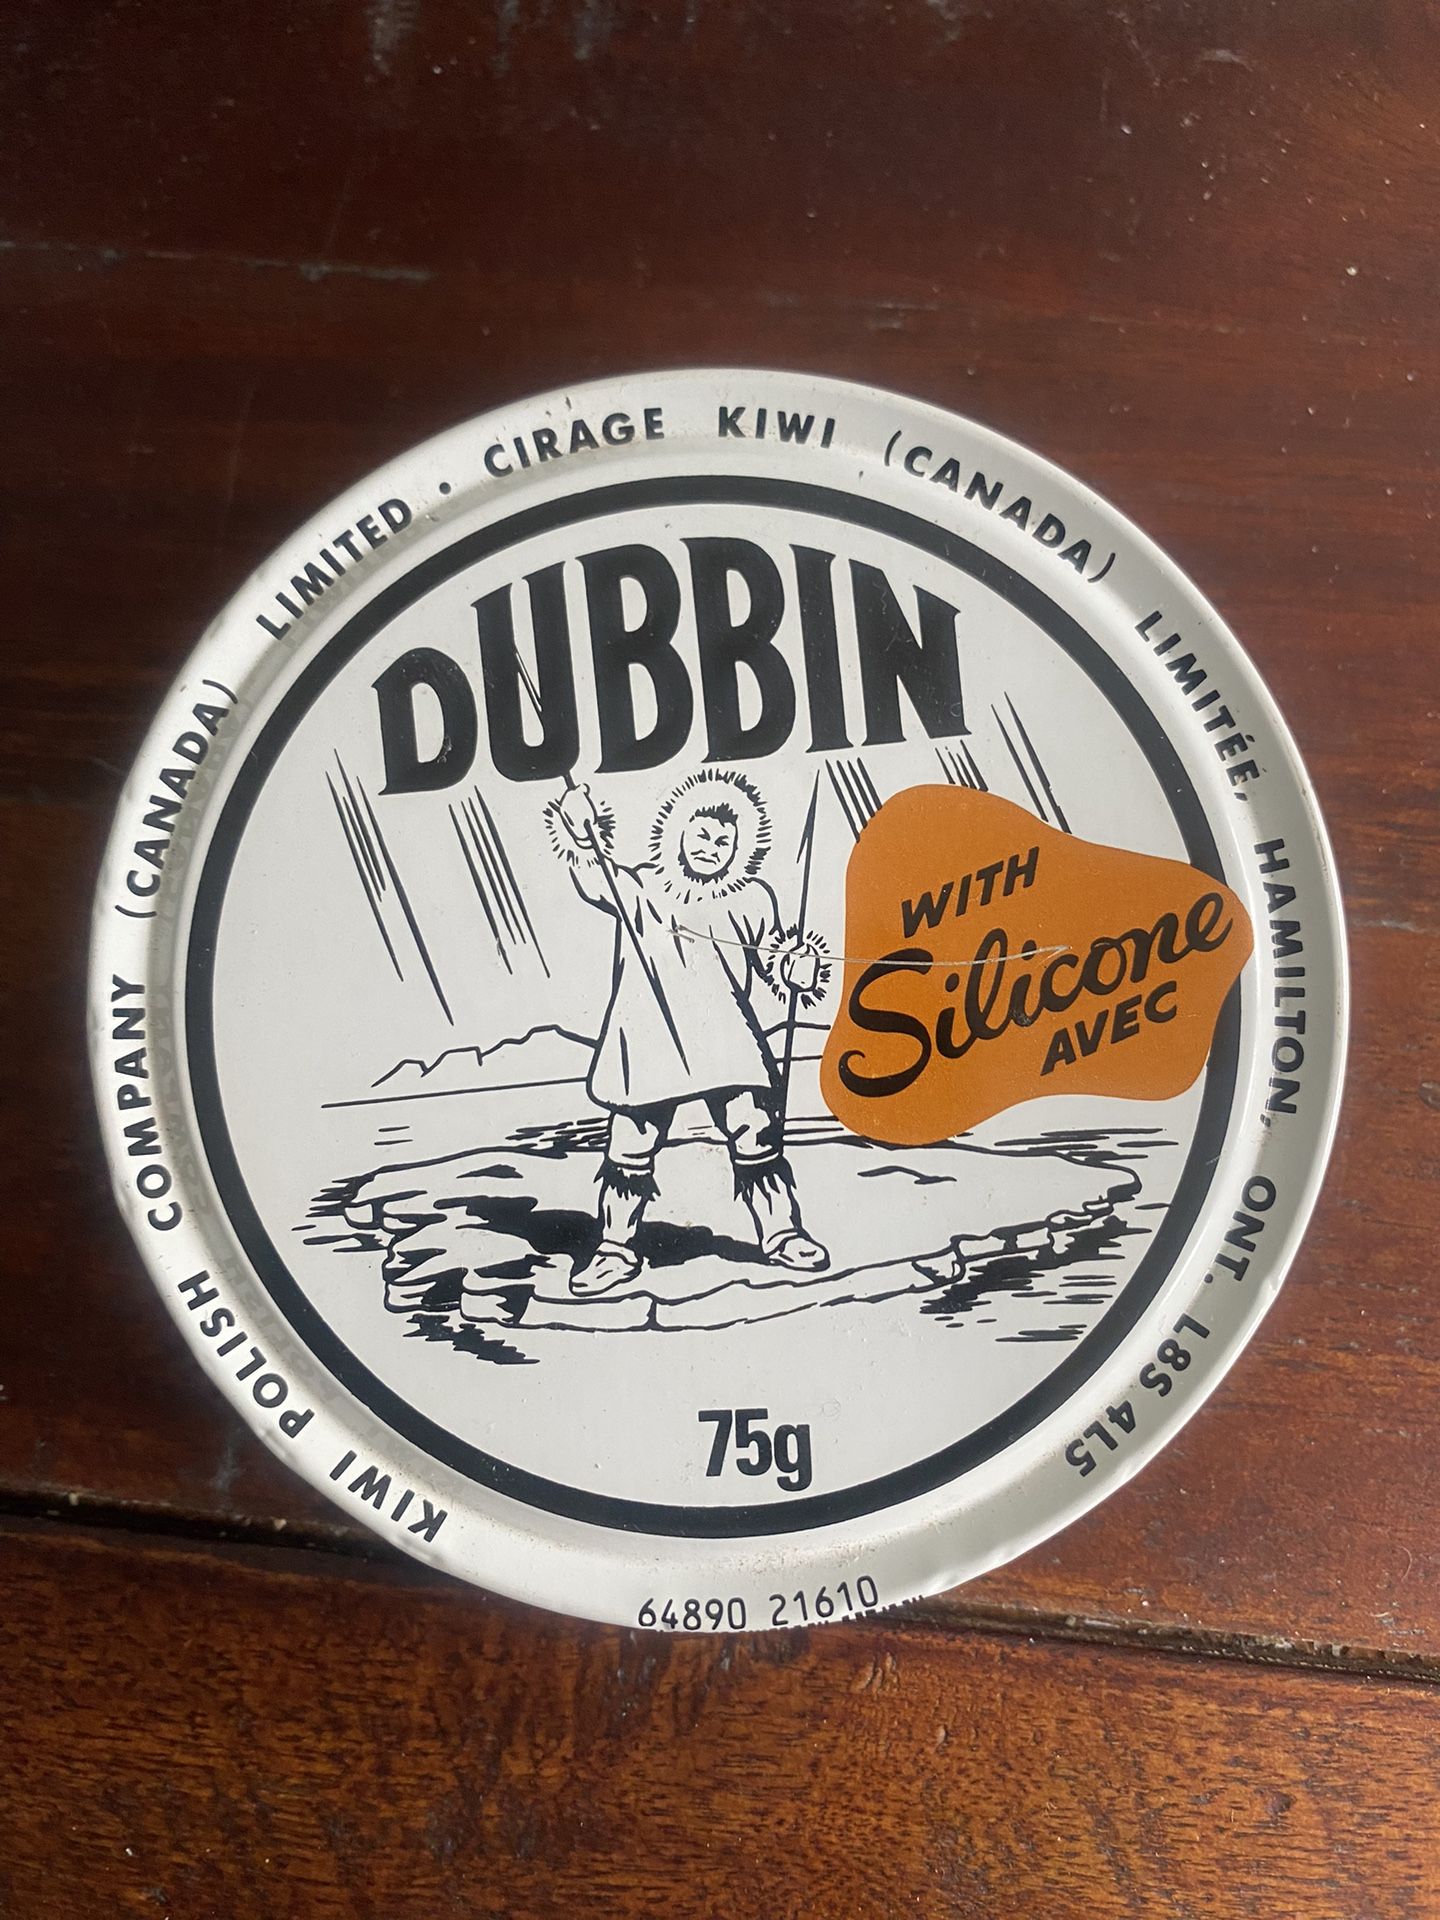 KIWI POLISH COMPANY (CANADA) LIMITED . CIRAGE KIWI (CANADA) LIMITÉE, HAMILTON, ONT. L8S 4L5
DUBBIN
WITH
Silicone
AVEC
75g
64890 21610